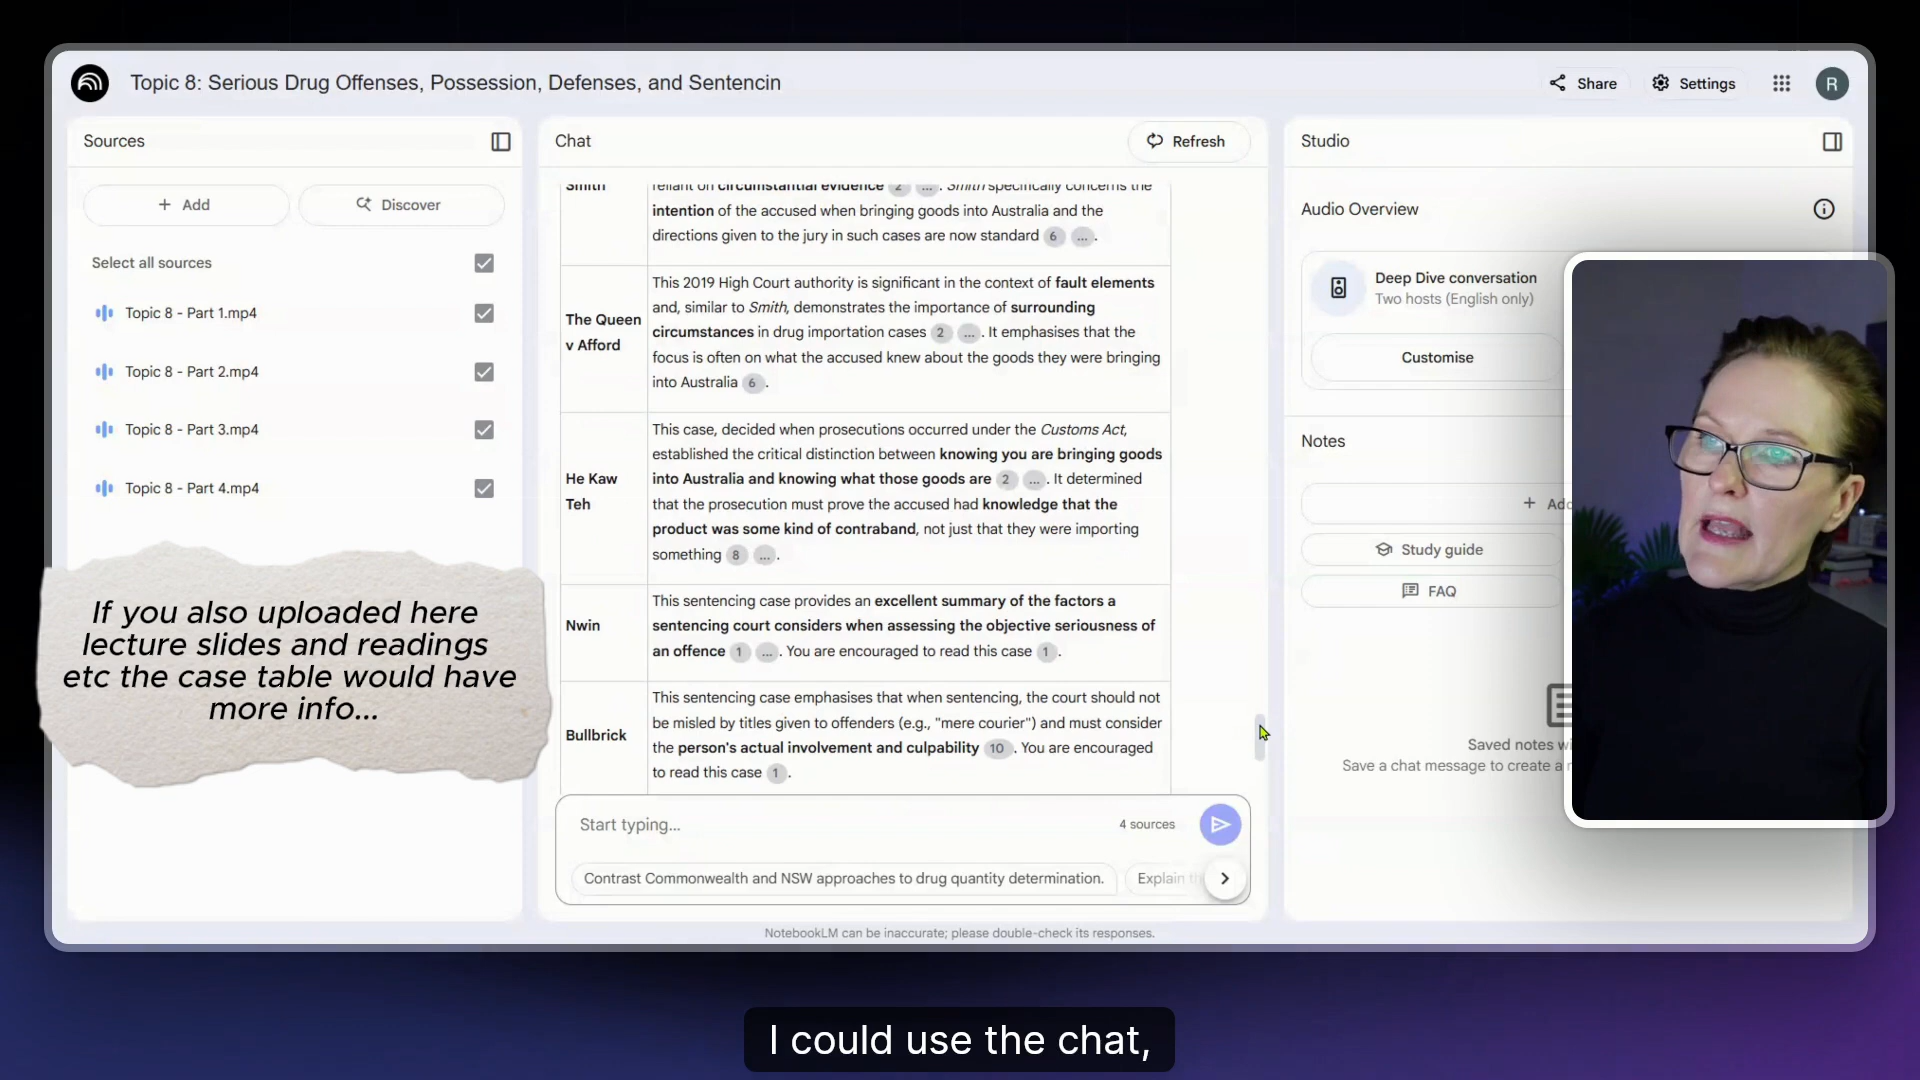 Topic 8: Serious Drug Offenses, Possession, Defenses, and Sentencin
Share
Settings
R
Sources
Add
Discover
Select all sources
Topic 8 - Part 1.mp4
Topic 8 - Part 2.mp4
Topic 8 - Part 3.mp4
Topic 8 - Part 4.mp4
If you also uploaded here
lecture slides and readings
etc the case table would have
more info...
Chat
Refresh
Smith
reliant on circumstantial evidence 2 ... . Smith specifically concerns the
intention of the accused when bringing goods into Australia and the
directions given to the jury in such cases are now standard 6 ... .
The Queen
v Afford
This 2019 High Court authority is significant in the context of fault elements
and, similar to Smith, demonstrates the importance of surrounding
circumstances in drug importation cases 2 ... . It emphasises that the
focus is often on what the accused knew about the goods they were bringing
into Australia 6 .
He Kaw
Teh
This case, decided when prosecutions occurred under the Customs Act,
established the critical distinction between knowing you are bringing goods
into Australia and knowing what those goods are 2 ... . It determined
that the prosecution must prove the accused had knowledge that the
product was some kind of contraband, not just that they were importing
something 8 ... .
Nwin
This sentencing case provides an excellent summary of the factors a
sentencing court considers when assessing the objective seriousness of
an offence 1 ... . You are encouraged to read this case 1 .
Bullbrick
This sentencing case emphasises that when sentencing, the court should not
be misled by titles given to offenders (e.g., "mere courier") and must consider
the person's actual involvement and culpability 10 . You are encouraged
to read this case 1 .
Start typing...
4 sources
Contrast Commonwealth and NSW approaches to drug quantity determination.
Explain
NotebookLM can be inaccurate; please double-check its responses.
Studio
Audio Overview
Deep Dive conversation
Two hosts (English only)
Customise
Notes
Study guide
FAQ
Saved notes
Save a chat message to create a
I could use the chat,